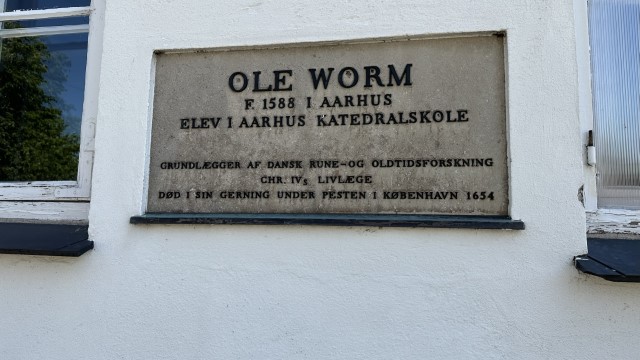 OLE WORM
F. 1588 I AARHUS
ELEV I AARHUS KATEDRALSKOLE
GRUNDLÆGGER AF DANSK RUNE-OG OLDTIDSFORSKNING
CHR. IVs LIVLÆGE
DØD I SIN GERNING UNDER PESTEN I KØBENHAVN 1654